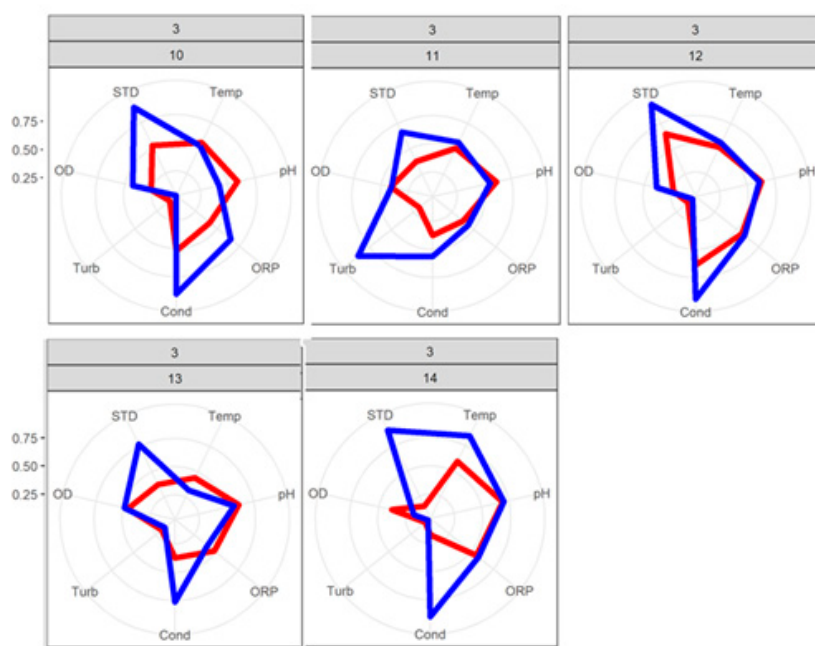 3
10
STD
Temp
0.75
0.50
OD
pH
0.25
Turb
ORP
Cond
3
11
STD
Temp
OD
pH
Turb
ORP
Cond
3
12
STD
Temp
OD
pH
Turb
ORP
Cond
3
13
STD
Temp
0.75
0.50
OD
pH
0.25
Turb
ORP
Cond
3
14
STD
Temp
OD
pH
Turb
ORP
Cond